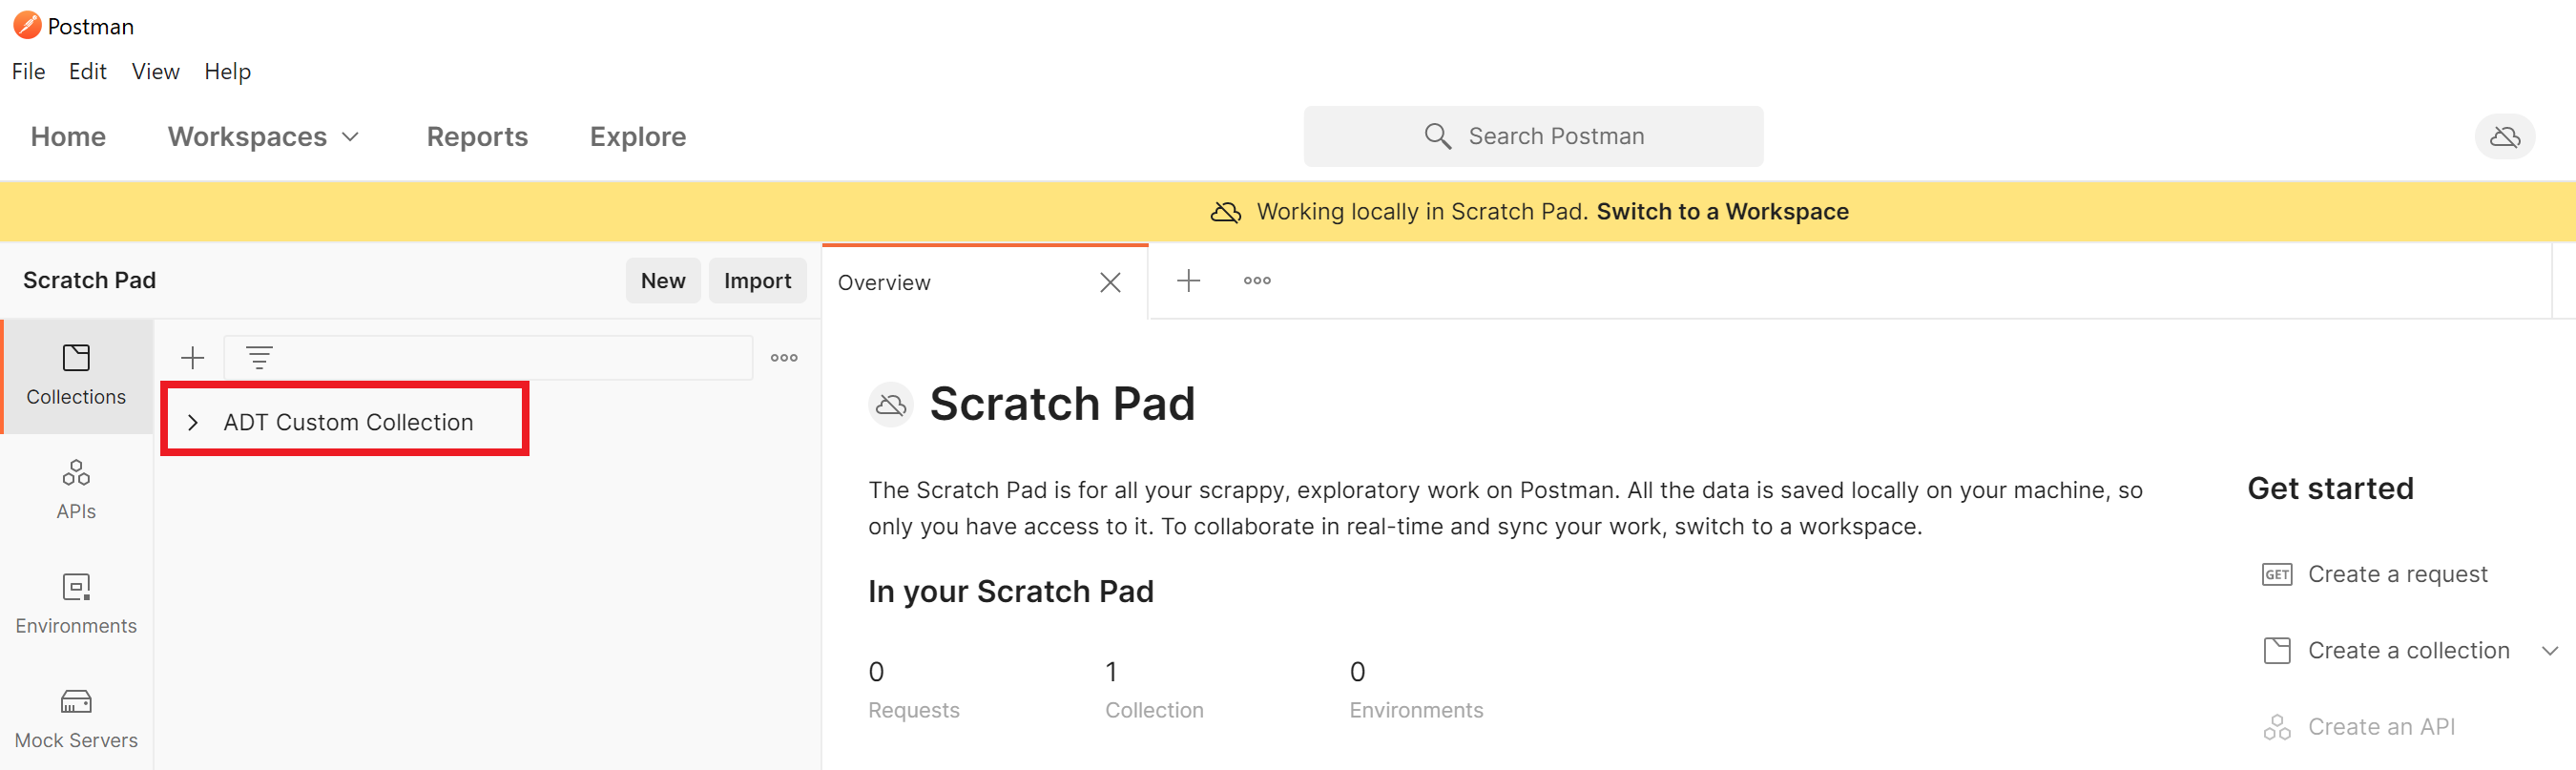 Postman
File Edit View Help
Home Workspaces Reports Explore Search Postman
Working locally in Scratch Pad. Switch to a Workspace
Scratch Pad New Import
Overview
Collections
ADT Custom Collection
APIs
Environments
Mock Servers
Scratch Pad
The Scratch Pad is for all your scrappy, exploratory work on Postman. All the data is saved locally on your machine, so
only you have access to it. To collaborate in real-time and sync your work, switch to a workspace.
In your Scratch Pad
0 1 0
Requests Collection Environments
Get started
GET Create a request
Create a collection
Create an API